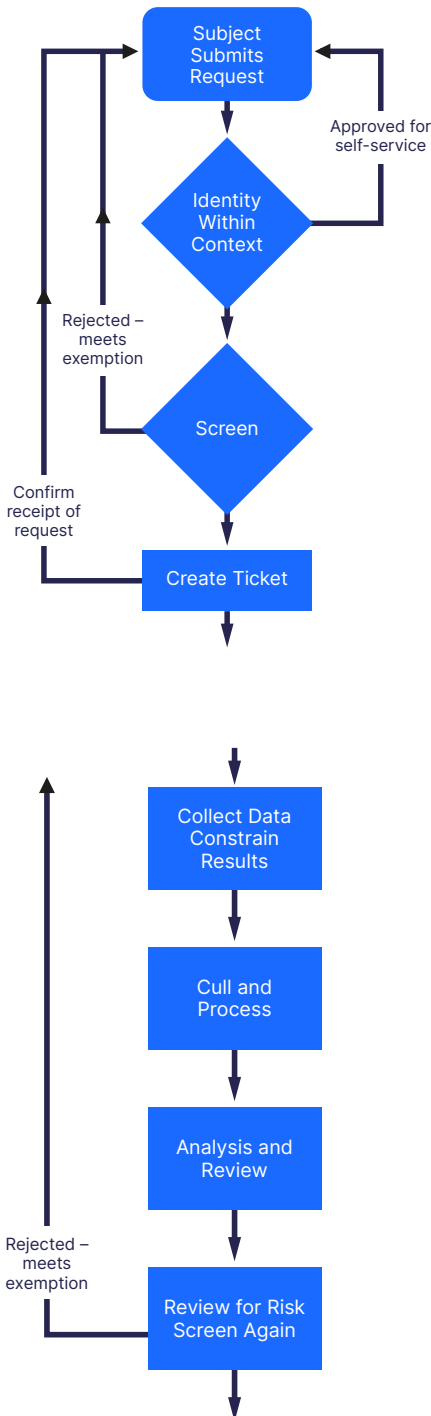 Subject
Submits
Request
Approved for
self-service
Identity
Within
Context
Rejected –
meets
exemption
Screen
Confirm
receipt of
request
Create Ticket
Collect Data
Constrain
Results
Cull and
Process
Analysis and
Review
Rejected –
meets
exemption
Review for Risk
Screen Again